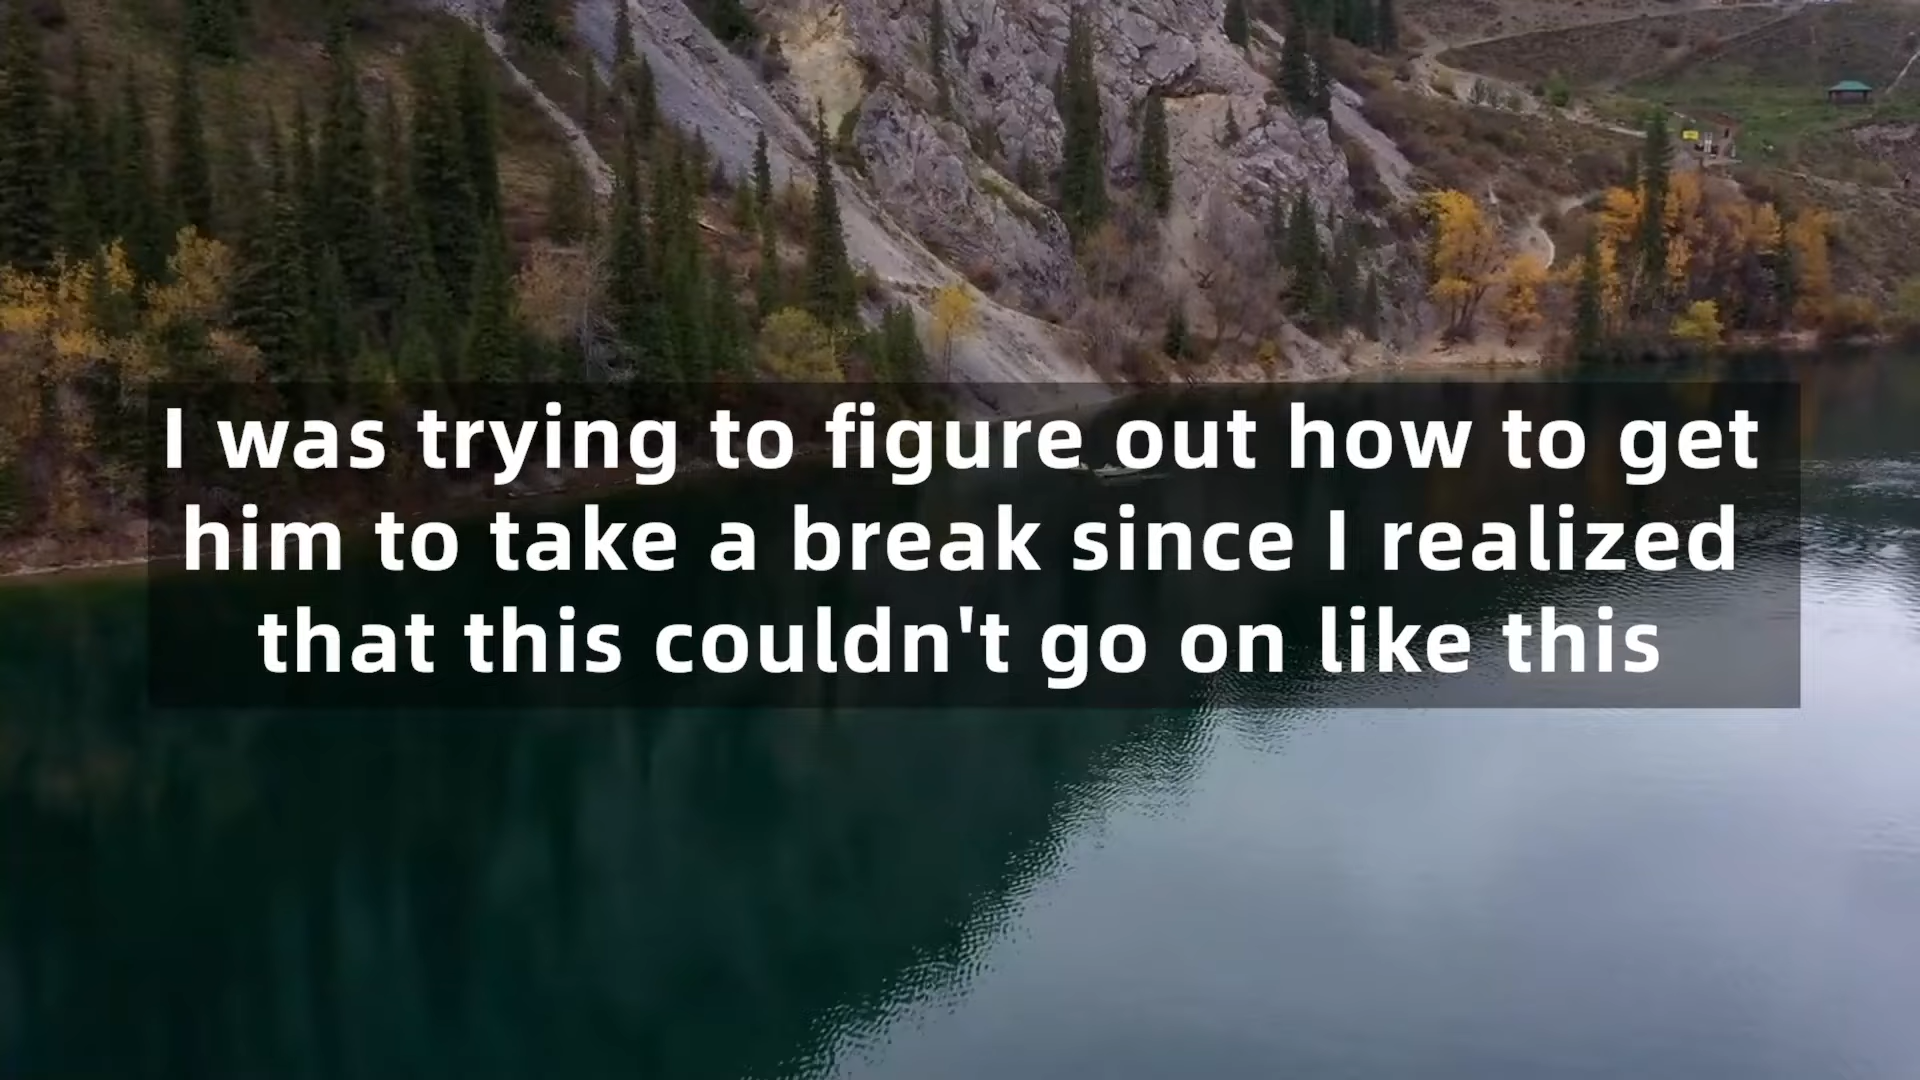 I was trying to figure out how to get
him to take a break since I realized
that this couldn't go on like this